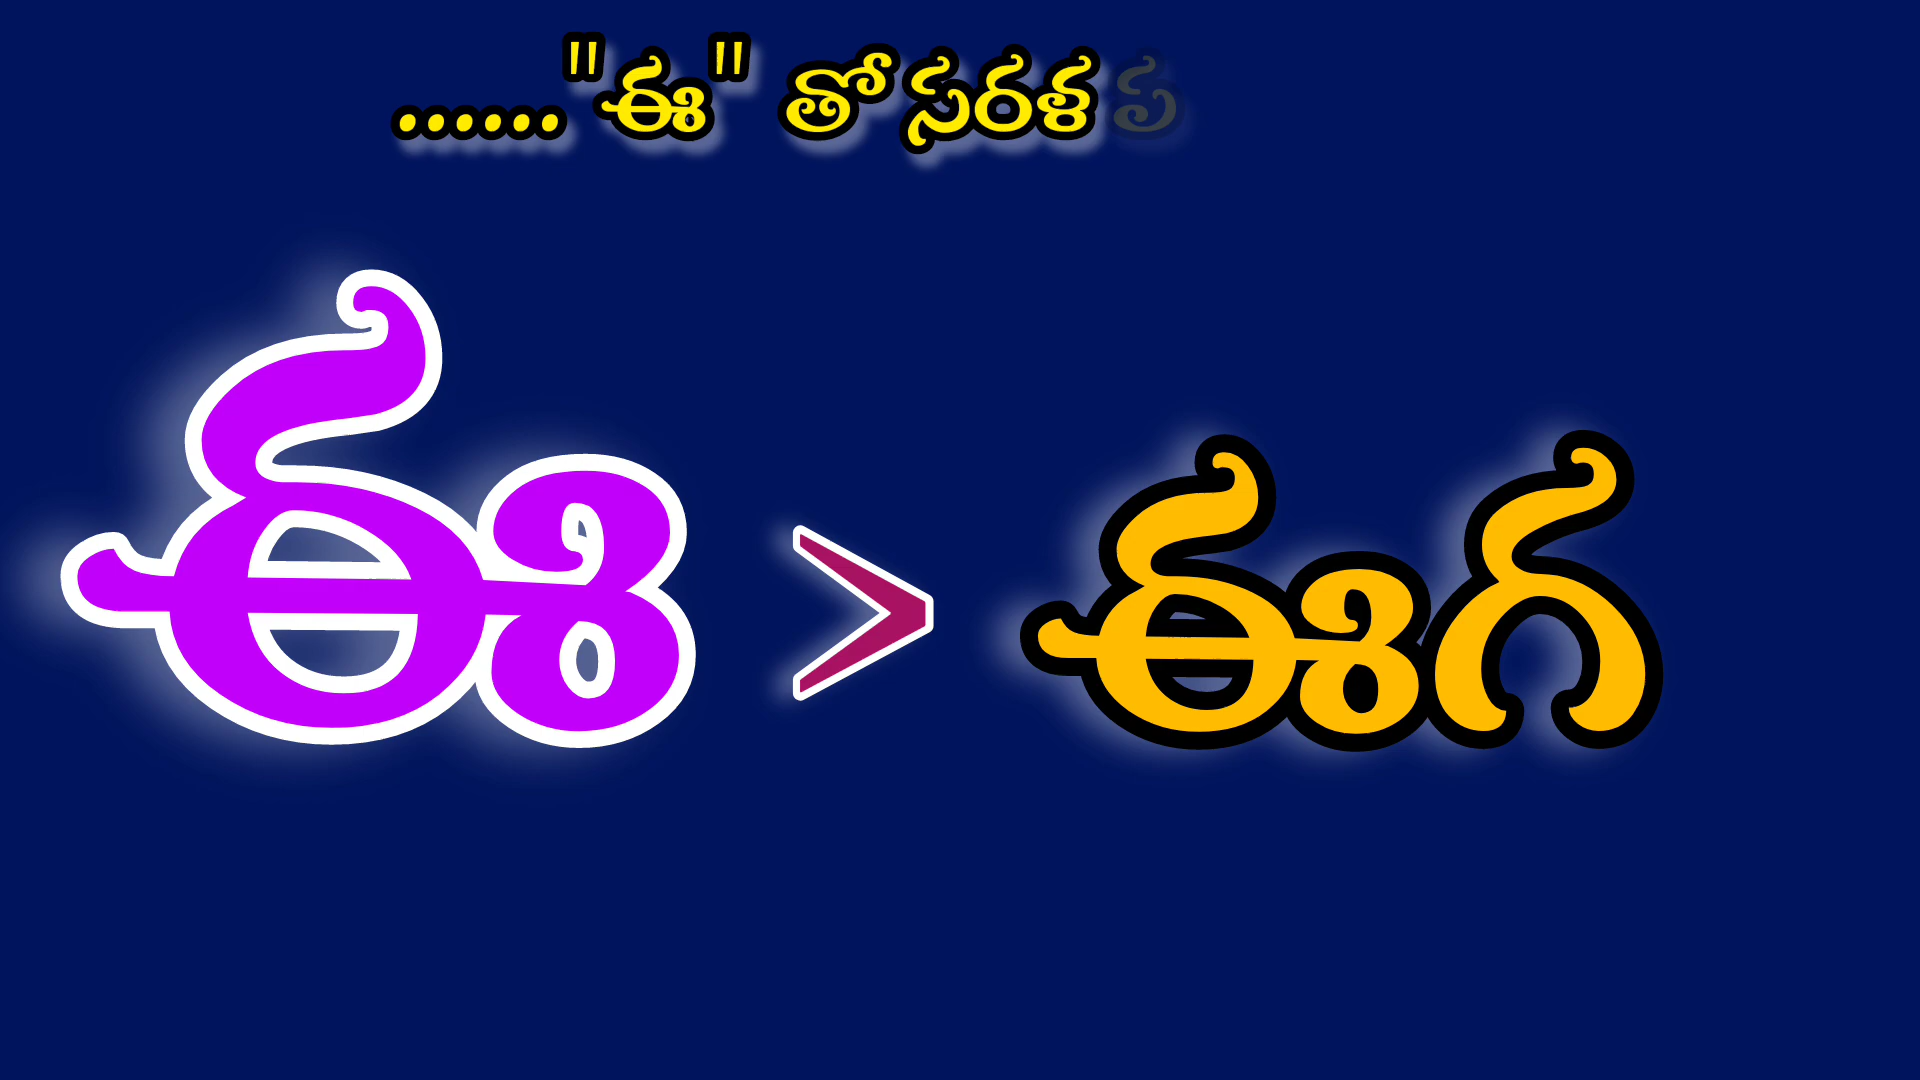 ......"ఈ" తో సరళ ప
ఈ > ఈగ